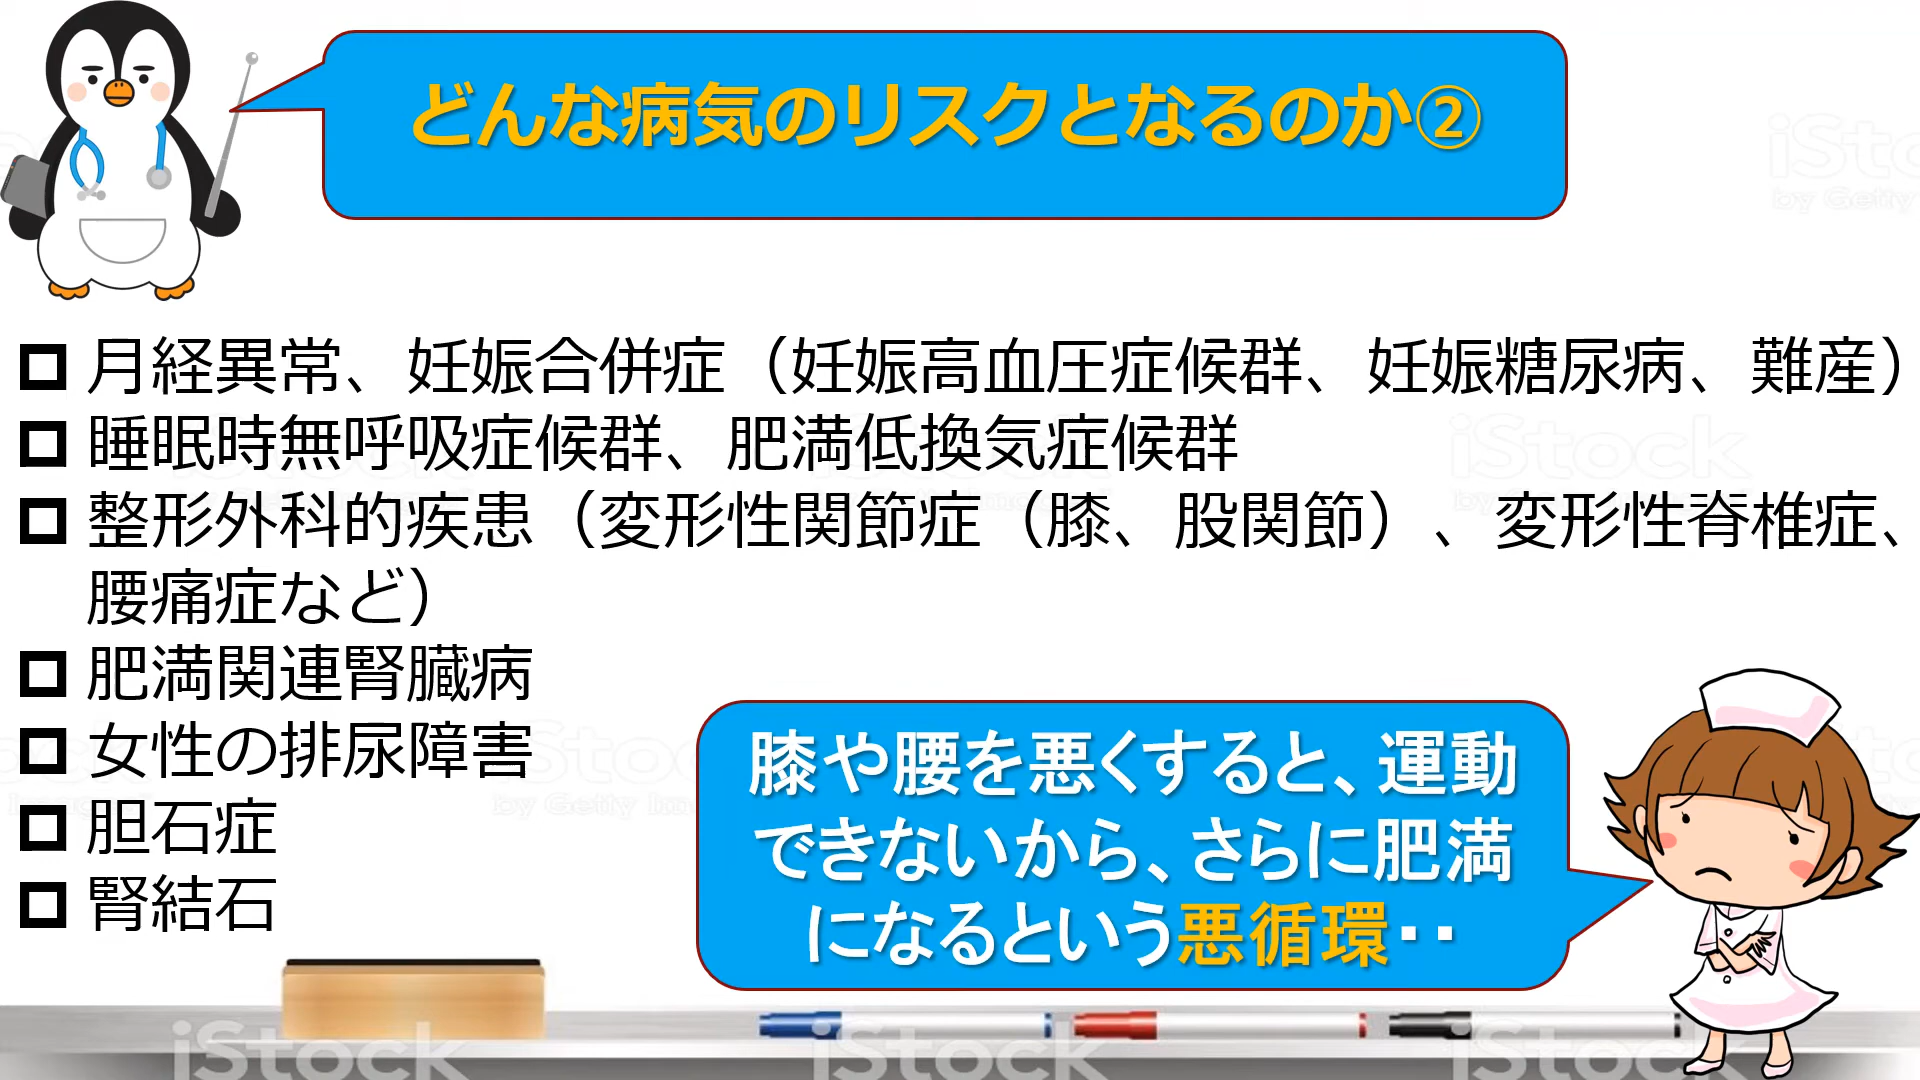 どんな病気のリスクとなるのか②
月経異常、妊娠合併症（妊娠高血圧症候群、妊娠糖尿病、難産）
睡眠時無呼吸症候群、肥満低換気症候群
整形外科的疾患（変形性関節症（膝、股関節）、変形性脊椎症、
腰痛症など）
肥満関連腎臓病
女性の排尿障害
胆石症
腎結石
膝や腰を悪くすると、運動
できないから、さらに肥満
になるという悪循環・・
iStock
by Getty Images